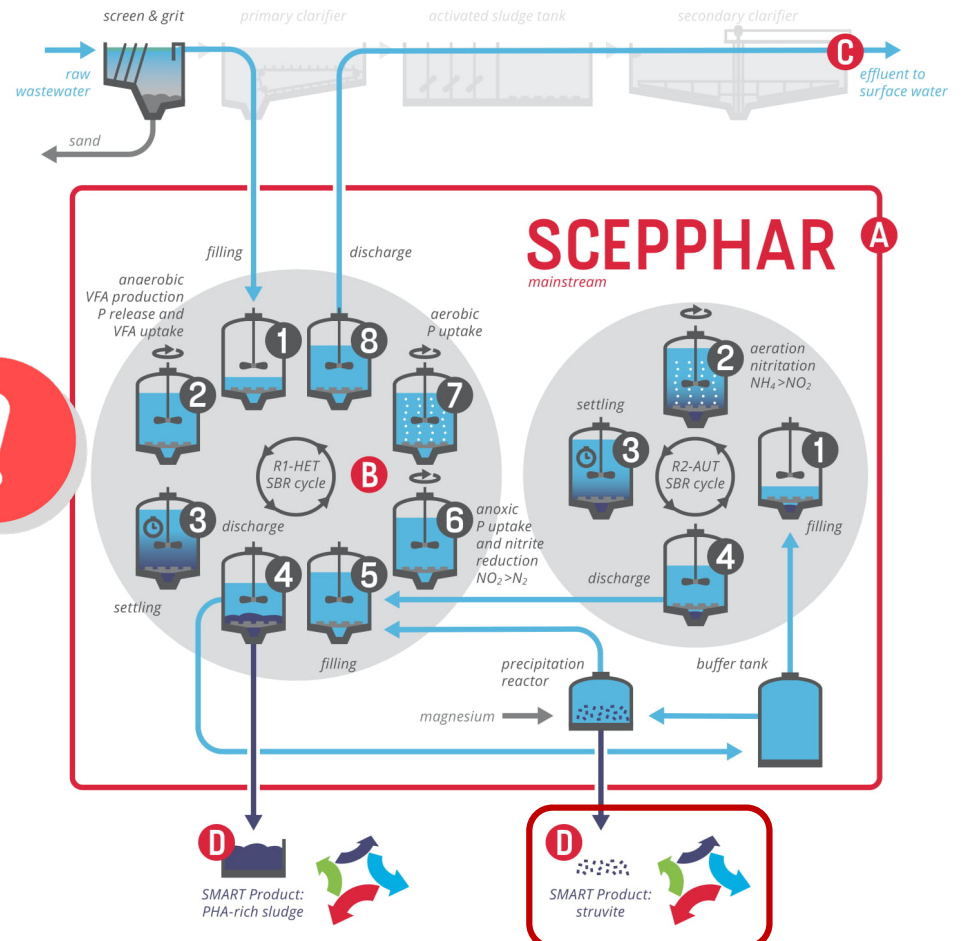 screen & grit
primary clarifier
activated sludge tank
secondary clarifier
raw
wastewater
C
effluent to
surface water
sand
SCEPPHAR
A
mainstream
filling
discharge
anaerobic
VFA production
P release and
VFA uptake
aerobic
P uptake
1
8
2
7
R1-HET
SBR cycle
B
3
discharge
6
anoxic
P uptake
and nitrite
reduction
NO₂>N₂
settling
4
5
filling
2
aeration
nitritation
NH₄>NO₂
settling
3
R2-AUT
SBR cycle
1
filling
discharge
4
precipitation
reactor
buffer tank
magnesium
!
D
SMART Product:
PHA-rich sludge
D
SMART Product:
struvite